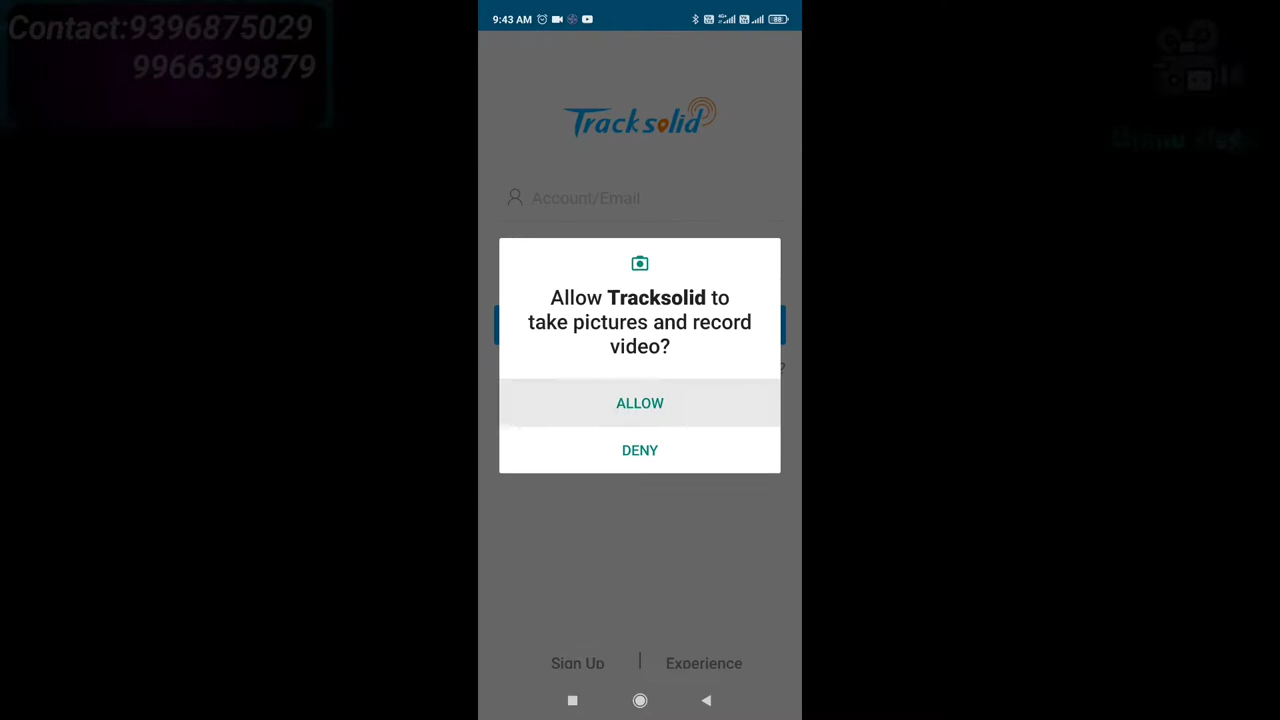 Contact:9396875029
9966399879
9:43 AM
88
Tracksolid
Account/Email
Allow Tracksolid to
take pictures and record
video?
ALLOW
DENY
Sign Up | Experience